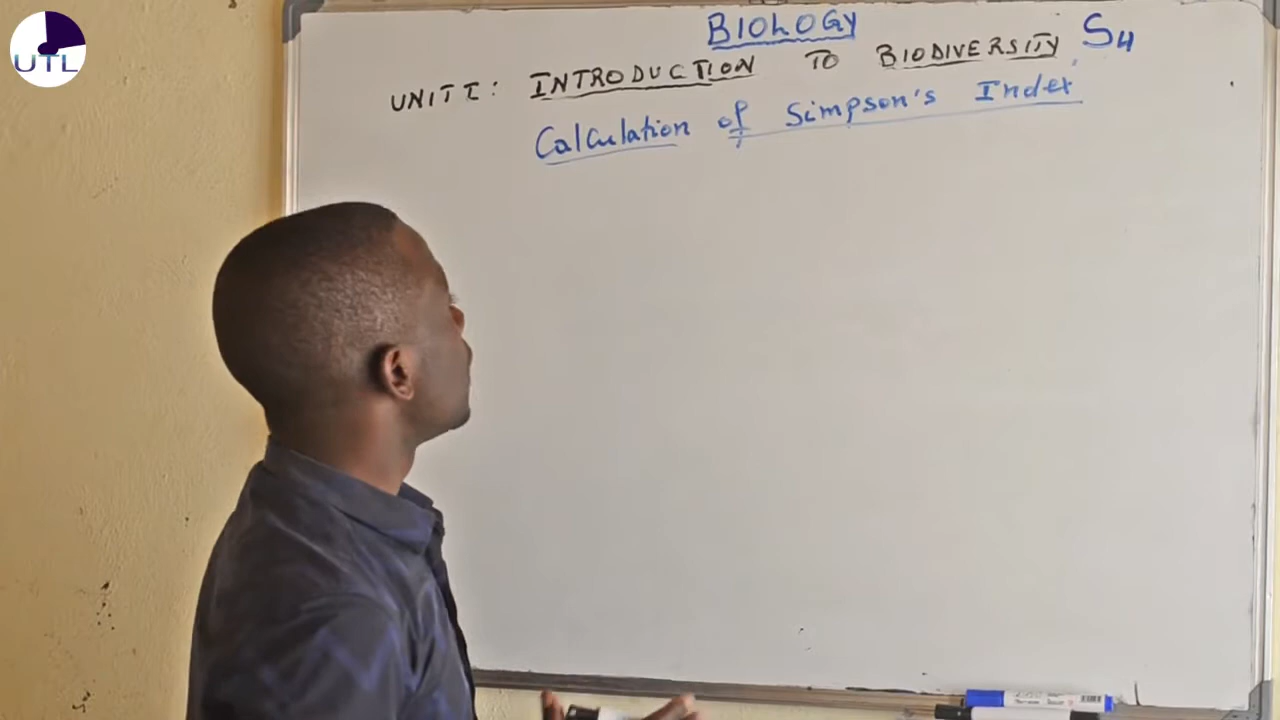 UTL
BIOLOGY S4
UNIT I: INTRODUCTION TO BIODIVERSITY
Calculation of Simpson's Index